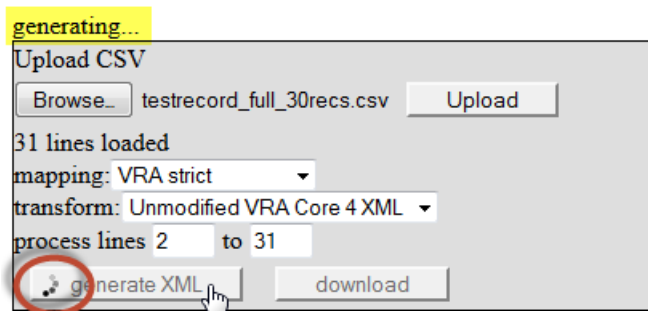 generating...
Upload CSV
Browse_ testrecord_full_30recs.csv Upload
31 lines loaded
mapping: VRA strict
transform: Unmodified VRA Core 4 XML
process lines 2 to 31
generate XML download